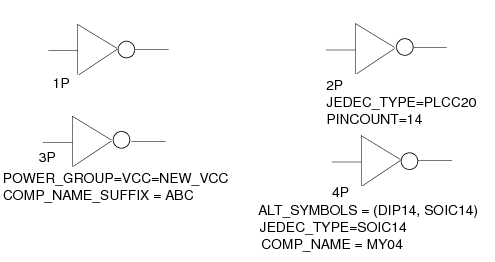 1P
2P
JEDEC_TYPE=PLCC20
PINCOUNT=14
3P
POWER_GROUP=VCC=NEW_VCC
COMP_NAME_SUFFIX = ABC
4P
ALT_SYMBOLS = (DIP14, SOIC14)
JEDEC_TYPE=SOIC14
COMP_NAME = MY04